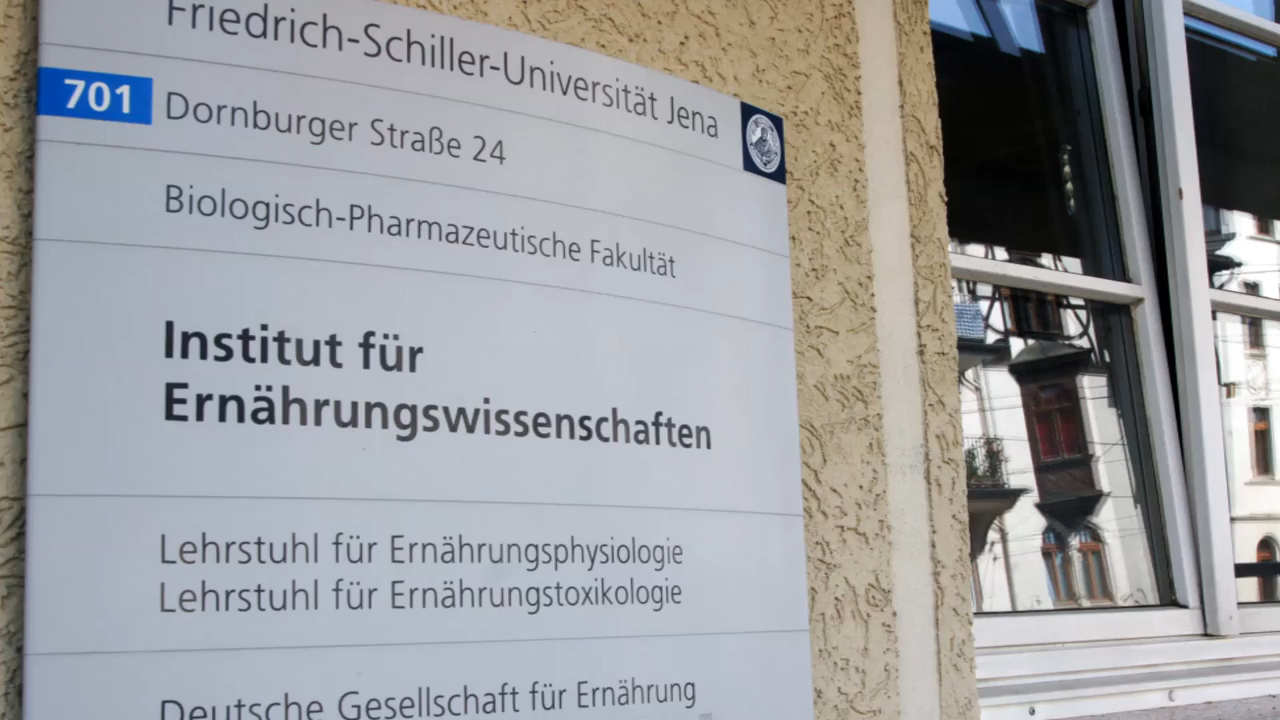 Friedrich-Schiller-Universität Jena
701 Dornburger Straße 24
Biologisch-Pharmazeutische Fakultät
Institut für
Ernährungswissenschaften
Lehrstuhl für Ernährungsphysiologie
Lehrstuhl für Ernährungstoxikologie
Deutsche Gesellschaft für Ernährung